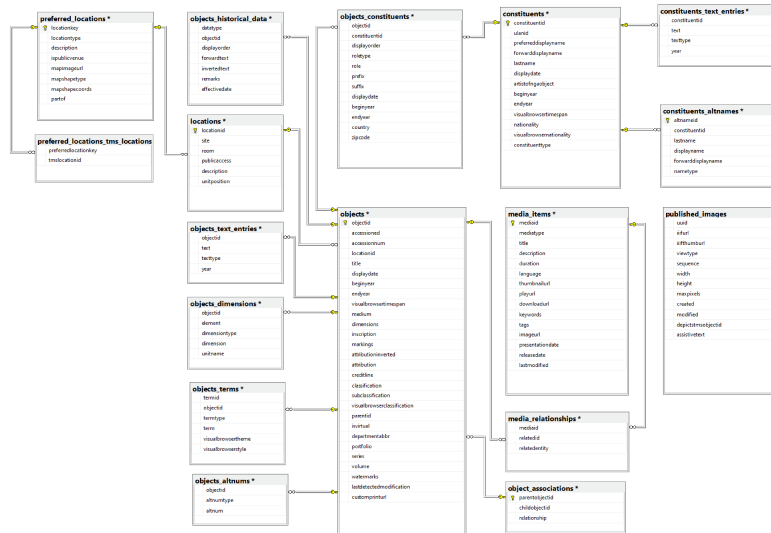 preferred_locations *
locationkey
locationtype
description
ispublicvenue
mapimageurl
mapshapetype
mapshapecoords
partof
preferred_locations_tms_locations
preferredlocationkey
tmslocationid
objects_historical_data *
datatype
objectid
displayorder
forwardtext
invertedtext
remarks
effectivedate
locations *
locationid
site
room
publicaccess
description
unitposition
objects_text_entries *
objectid
text
texttype
year
objects_dimensions *
objectid
element
dimensiontype
dimension
unitname
objects_terms *
termid
objectid
termtype
term
visualbrowsertheme
visualbrowserstyle
objects_altnums *
objectid
altnumtype
altnum
objects_constituents *
objectid
constituentid
displayorder
roletype
role
prefix
suffix
displaydate
beginyear
endyear
country
zipcode
objects *
objectid
accessioned
accessionnum
locationid
title
displaydate
beginyear
endyear
visualbrowsertimespan
medium
dimensions
inscription
markings
attributioninverted
attribution
creditline
classification
subclassification
visualbrowserclassification
parentid
isvirtual
departmentabbr
portfolio
series
volume
watermarks
lastdetectedmodification
customprinturl
constituents *
constituentid
ulanid
preferreddisplayname
forwarddisplayname
lastname
displaydate
artistofngaobject
beginyear
endyear
visualbrowsertimespan
nationality
visualbrowsernationality
constituenttype
media_items *
mediaid
mediatype
title
description
duration
language
thumbnailurl
playurl
downloadurl
keywords
tags
imageurl
presentationdate
releasedate
lastmodified
media_relationships *
mediaid
relatedid
relatedentity
object_associations *
parentobjectid
childobjectid
relationship
constituents_text_entries *
constituentid
text
texttype
year
constituents_altnames *
altnameid
constituentid
lastname
displayname
forwarddisplayname
nametype
published_images *
uuid
iiifurl
iiifthumburl
viewtype
sequence
width
height
maxpixels
created
modified
depictstmsobjectid
assistivetext